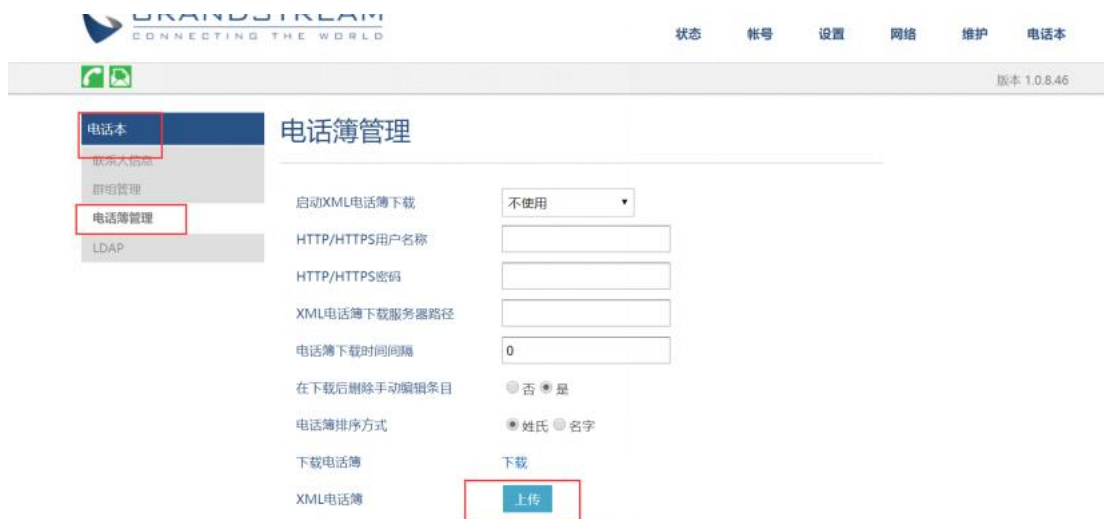 GRANDSTREAM
CONNECTING THE WORLD
状态 帐号 设置 网络 维护 电话本
版本 1.0.8.46
电话本
联系人信息
群组管理
电话簿管理
LDAP
电话簿管理
启动XML电话簿下载 不使用
HTTP/HTTPS用户名称
HTTP/HTTPS密码
XML电话簿下载服务器路径
电话簿下载时间间隔 0
在下载后删除手动编辑条目 否 是
电话簿排序方式 姓氏 名字
下载电话簿 下载
XML电话簿 上传